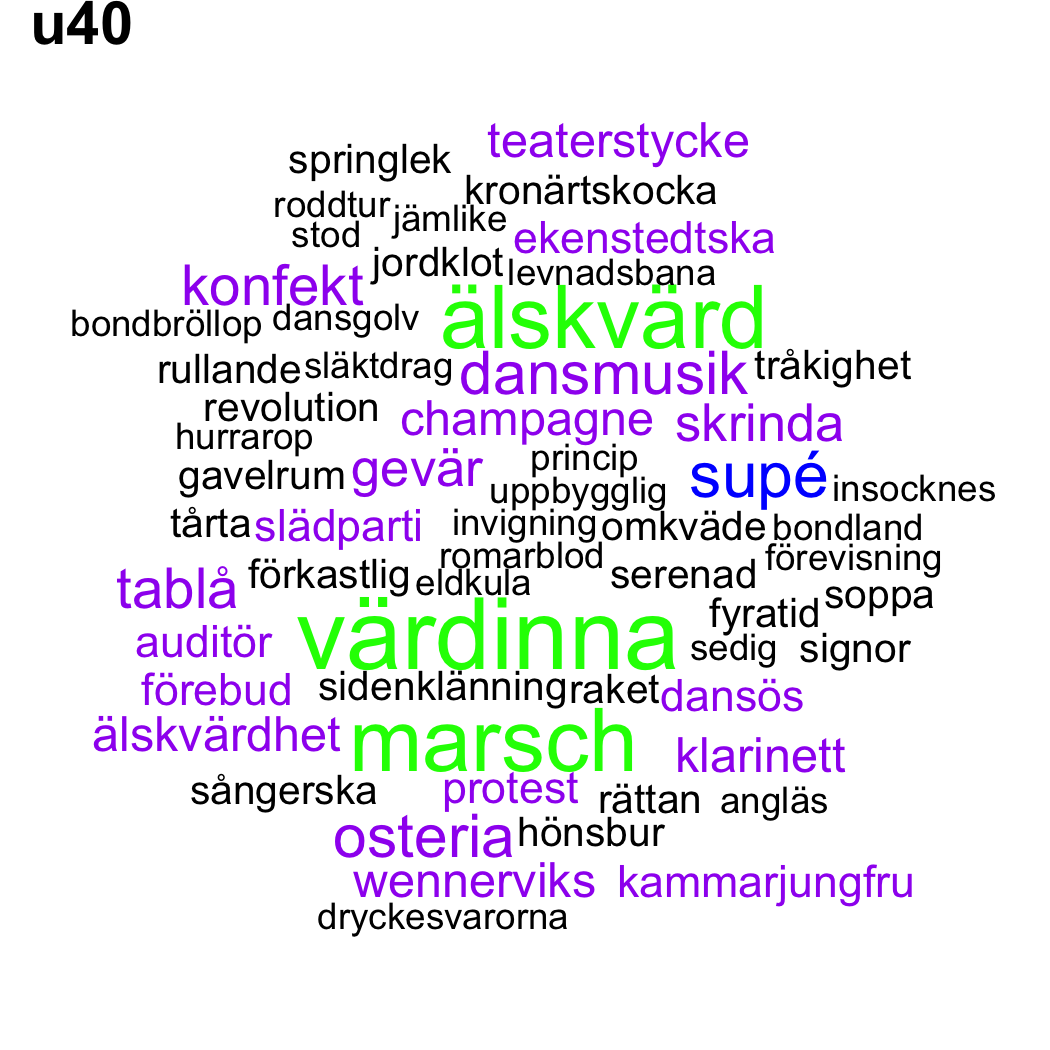 u40
teaterstycke
springlek
kronärtskocka
roddtur jämlike
stod ekenstedtska
jordklot levnadsbana
konfekt älskvärd
bondbröllop dansgolv
rullande släktdrag dansmusik tråkighet
revolution champagne skrinda
hurrarop
gavelrum gevär princip supé insocknes
uppbygglig
tårta slädparti invigning omkväde bondland
romarblod förevisning
tablå förkastlig eldkula serenad soppa
auditör värdinna fyratid
sedig signor
förebud sidenklänning raket dansös
älskvärdhet marsch klarinett
sångerska protest rättan angläs
osteria hönsbur
wennerviks kammarjungfru
dryckesvarorna